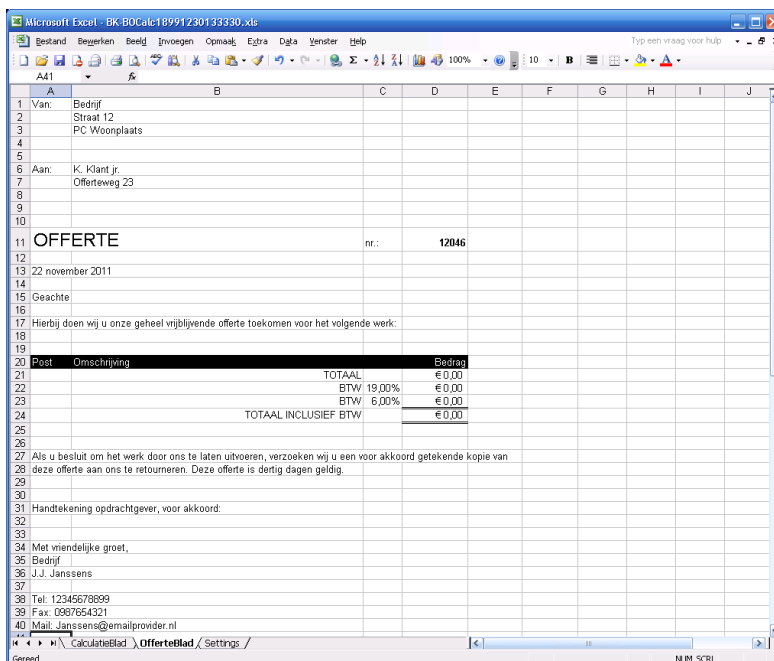 Microsoft Excel - BK-BOCalc18991230133330.xls
Bestand Bewerken Beeld Invoegen Opmaak Extra Data Venster Help Typ een vraag voor hulp
100% 10 B A
A41 fx
A B C D E F G H I J
1 Van: Bedrijf
2 Straat 12
3 PC Woonplaats
4
5
6 Aan: K. Klant jr.
7 Offerteweg 23
8
9
10
11 OFFERTE nr.: 12046
12
13 22 november 2011
14
15 Geachte
16
17 Hierbij doen wij u onze geheel vrijblijvende offerte toekomen voor het volgende werk:
18
19
20 Post Omschrijving Bedrag
21 TOTAAL € 0,00
22 BTW 19,00% € 0,00
23 BTW 6,00% € 0,00
24 TOTAAL INCLUSIEF BTW € 0,00
25
26
27 Als u besluit om het werk door ons te laten uitvoeren, verzoeken wij u een voor akkoord getekende kopie van
28 deze offerte aan ons te retourneren. Deze offerte is dertig dagen geldig.
29
30
31 Handtekening opdrachtgever, voor akkoord:
32
33
34 Met vriendelijke groet,
35 Bedrijf
36 J.J. Janssens
37
38 Tel: 12345678899
39 Fax: 0987654321
40 Mail: Janssens@emailprovider.nl
CalculatieBlad OfferteBlad Settings
Gereed NUM SCRL